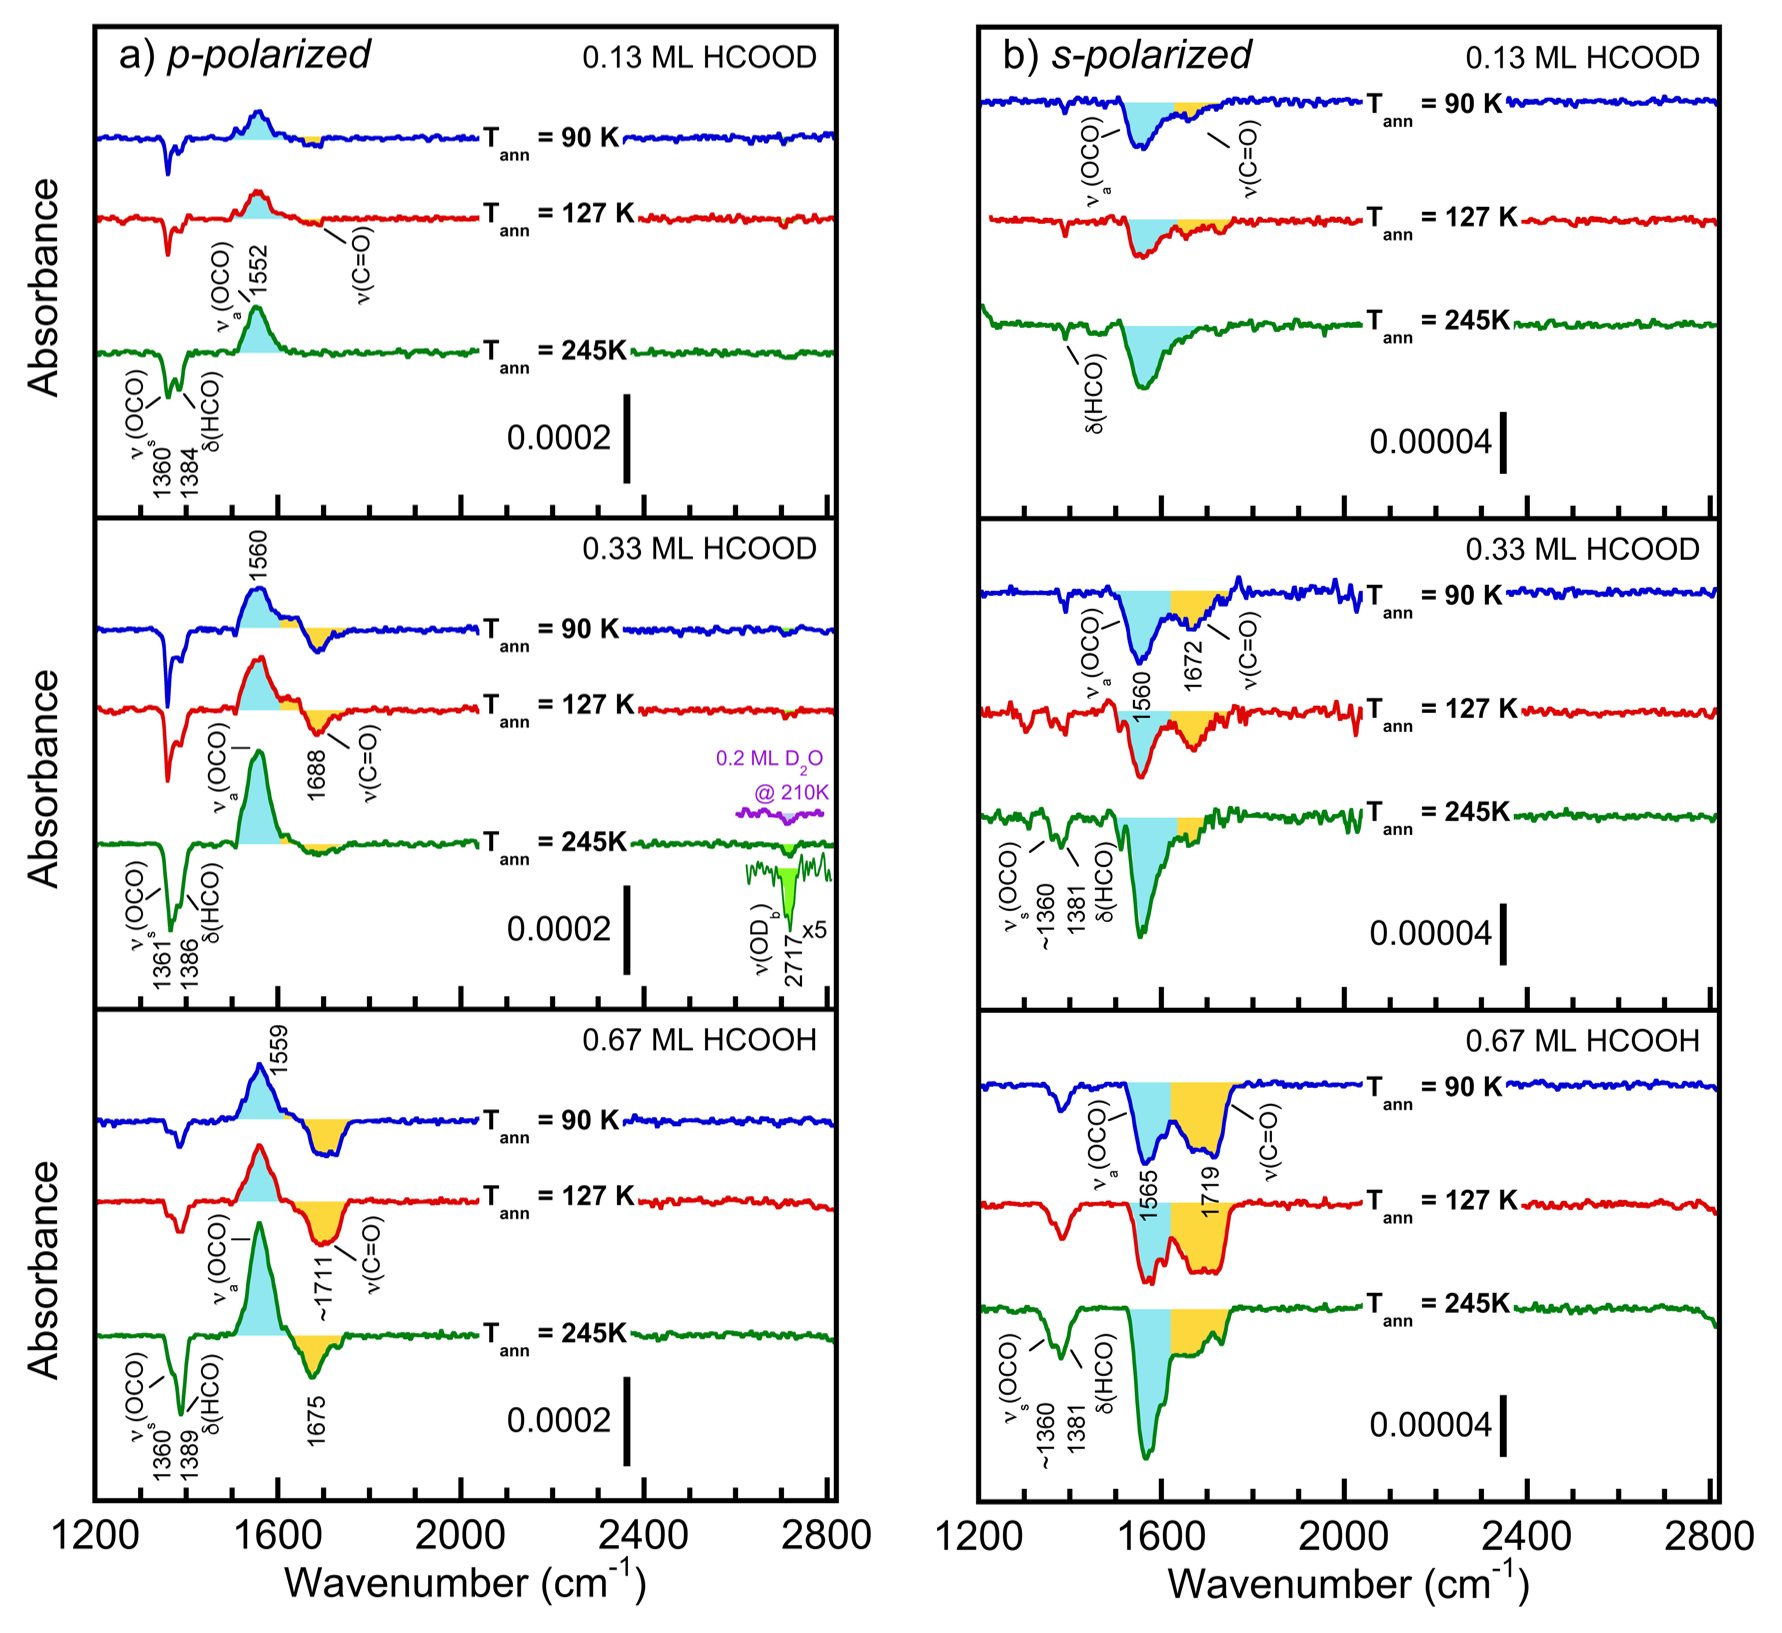 a) p-polarized
0.13 ML HCOOD
Tann = 90 K
Tann = 127 K
ν(C=O)
νa(OCO)
1552
Tann = 245K
νs(OCO)
1360
1384
δ(HCO)
0.0002
Absorbance
0.33 ML HCOOD
1560
Tann = 90 K
Tann = 127 K
νa(OCO)
1688
ν(C=O)
0.2 ML D2O
@ 210K
Tann = 245K
νs(OCO)
1361
1386
δ(HCO)
ν(ODb)
2717
x5
0.0002
Absorbance
0.67 ML HCOOH
1559
Tann = 90 K
Tann = 127 K
νa(OCO)
~1711
ν(C=O)
Tann = 245K
νs(OCO)
1360
1389
δ(HCO)
1675
0.0002
Absorbance
1200 1600 2000 2400 2800
Wavenumber (cm-1)
b) s-polarized
0.13 ML HCOOD
Tann = 90 K
νa(OCO)
ν(C=O)
Tann = 127 K
Tann = 245K
δ(HCO)
0.00004
0.33 ML HCOOD
Tann = 90 K
νa(OCO)
1560
1672
ν(C=O)
Tann = 127 K
Tann = 245K
νs(OCO)
~1360
1381
δ(HCO)
0.00004
0.67 ML HCOOH
Tann = 90 K
νa(OCO)
1565
1719
ν(C=O)
Tann = 127 K
Tann = 245K
νs(OCO)
~1360
1381
δ(HCO)
0.00004
1200 1600 2000 2400 2800
Wavenumber (cm-1)